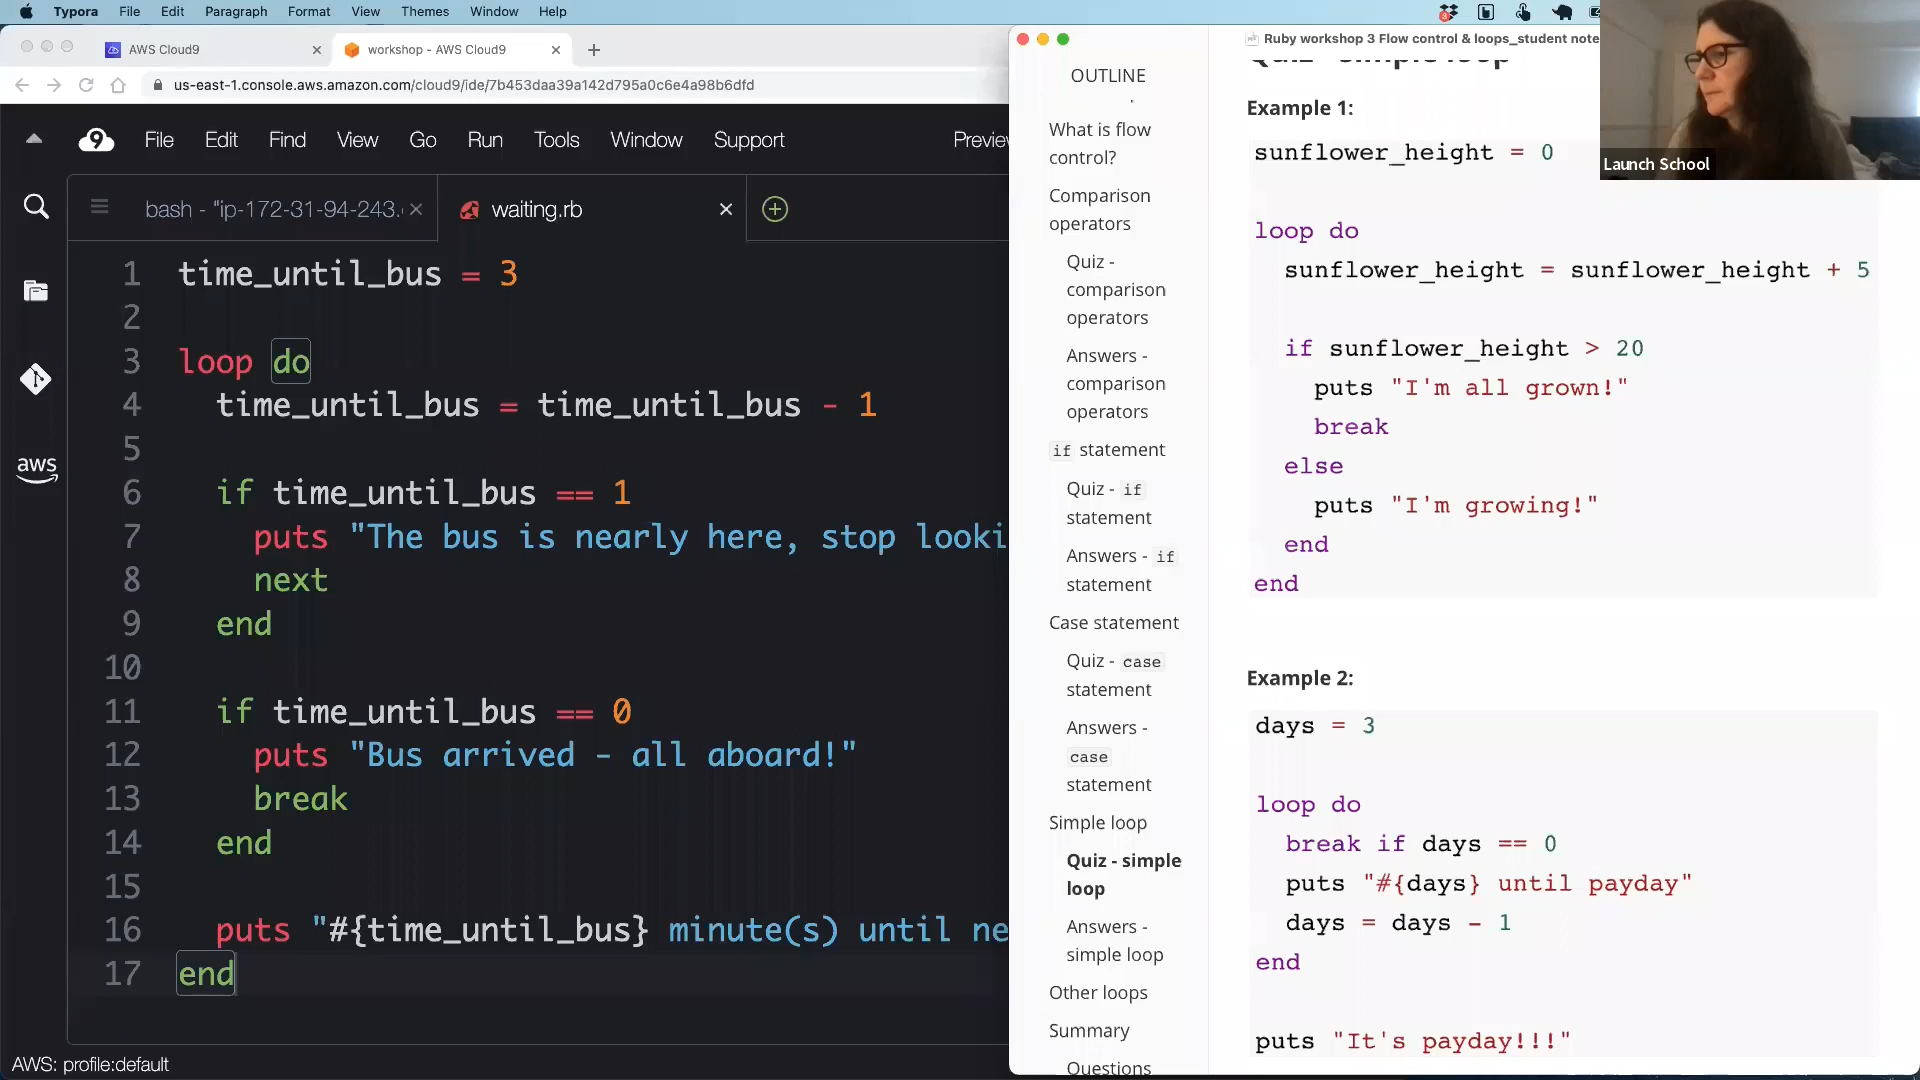 Typora File Edit Paragraph Format View Themes Window Help
AWS Cloud9
workshop - AWS Cloud9
us-east-1.console.aws.amazon.com/cloud9/ide/7b453daa39a142d795a0c6e4a98b6dfd
9 File Edit Find View Go Run Tools Window Support Preview
bash - "ip-172-31-94-243.
waiting.rb
aws
1 time_until_bus = 3
2
3 loop do
4 time_until_bus = time_until_bus - 1
5
6 if time_until_bus == 1
7 puts "The bus is nearly here, stop looki
8 next
9 end
10
11 if time_until_bus == 0
12 puts "Bus arrived - all aboard!"
13 break
14 end
15
16 puts "#{time_until_bus} minute(s) until ne
17 end
AWS: profile:default
Ruby workshop 3 Flow control & loops_student note
OUTLINE
What is flow
control?
Comparison
operators
Quiz -
comparison
operators
Answers -
comparison
operators
if statement
Quiz - if
statement
Answers - if
statement
Case statement
Quiz - case
statement
Answers -
case
statement
Simple loop
Quiz - simple
loop
Answers -
simple loop
Other loops
Summary
Questions
Quiz - simple loop
Example 1:
sunflower_height = 0
loop do
sunflower_height = sunflower_height + 5
if sunflower_height > 20
puts "I'm all grown!"
break
else
puts "I'm growing!"
end
end
Example 2:
days = 3
loop do
break if days == 0
puts "#{days} until payday"
days = days - 1
end
puts "It's payday!!!"
Launch School
3